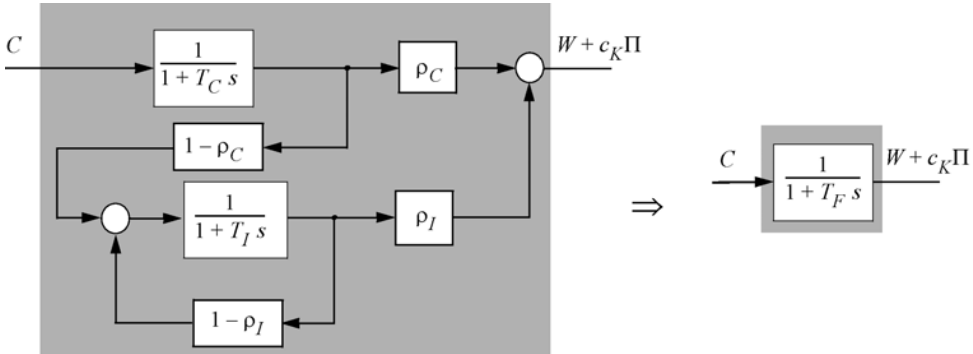 C
1
1 + T_C s
ρ_C
W + c_K Π
1 − ρ_C
1
1 + T_I s
ρ_I
1 − ρ_I
⇒
C
1
1 + T_F s
W + c_K Π